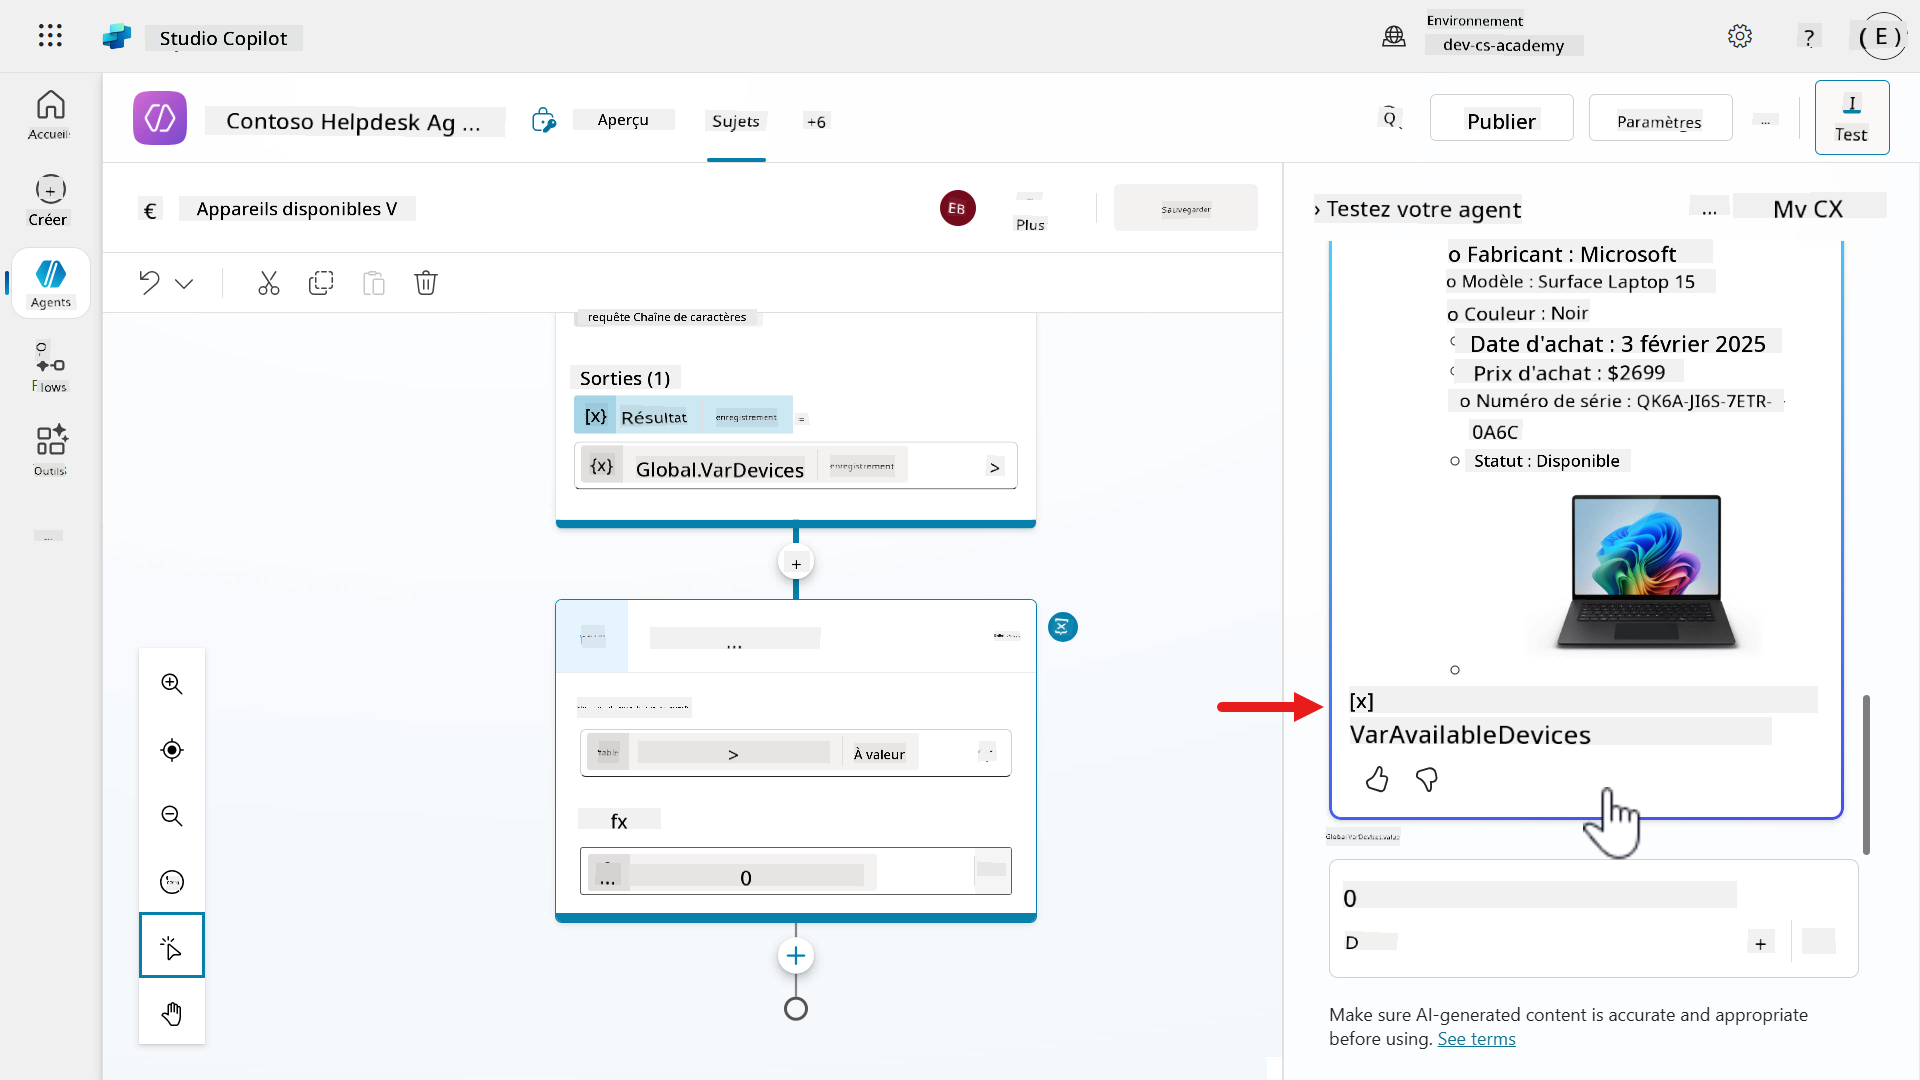 Studio Copilot
Environnement
dev-cs-academy
?
( E )
Contoso Helpdesk Ag ...
Aperçu
Sujets
+6
Q
Publier
Paramètres
...
I
Test
Accueil
Créer
Agents
Flows
Outils
...
€ Appareils disponibles V
EB
Plus
Sauvegarder
requête Chaîne de caractères
Sorties (1)
[x] Résultat enregistrement =
{x} Global.VarDevices enregistrement >
+
...
table > À valeur
fx
... 0
› Testez votre agent
...
My CX
o Fabricant : Microsoft
o Modèle : Surface Laptop 15
o Couleur : Noir
Date d'achat : 3 février 2025
Prix d'achat : $2699
o Numéro de série : QK6A-JI6S-7ETR-
0A6C
Statut : Disponible
[x]
VarAvailableDevices
Global.VarDevices.value
0
D
+
Make sure AI-generated content is accurate and appropriate
before using. See terms